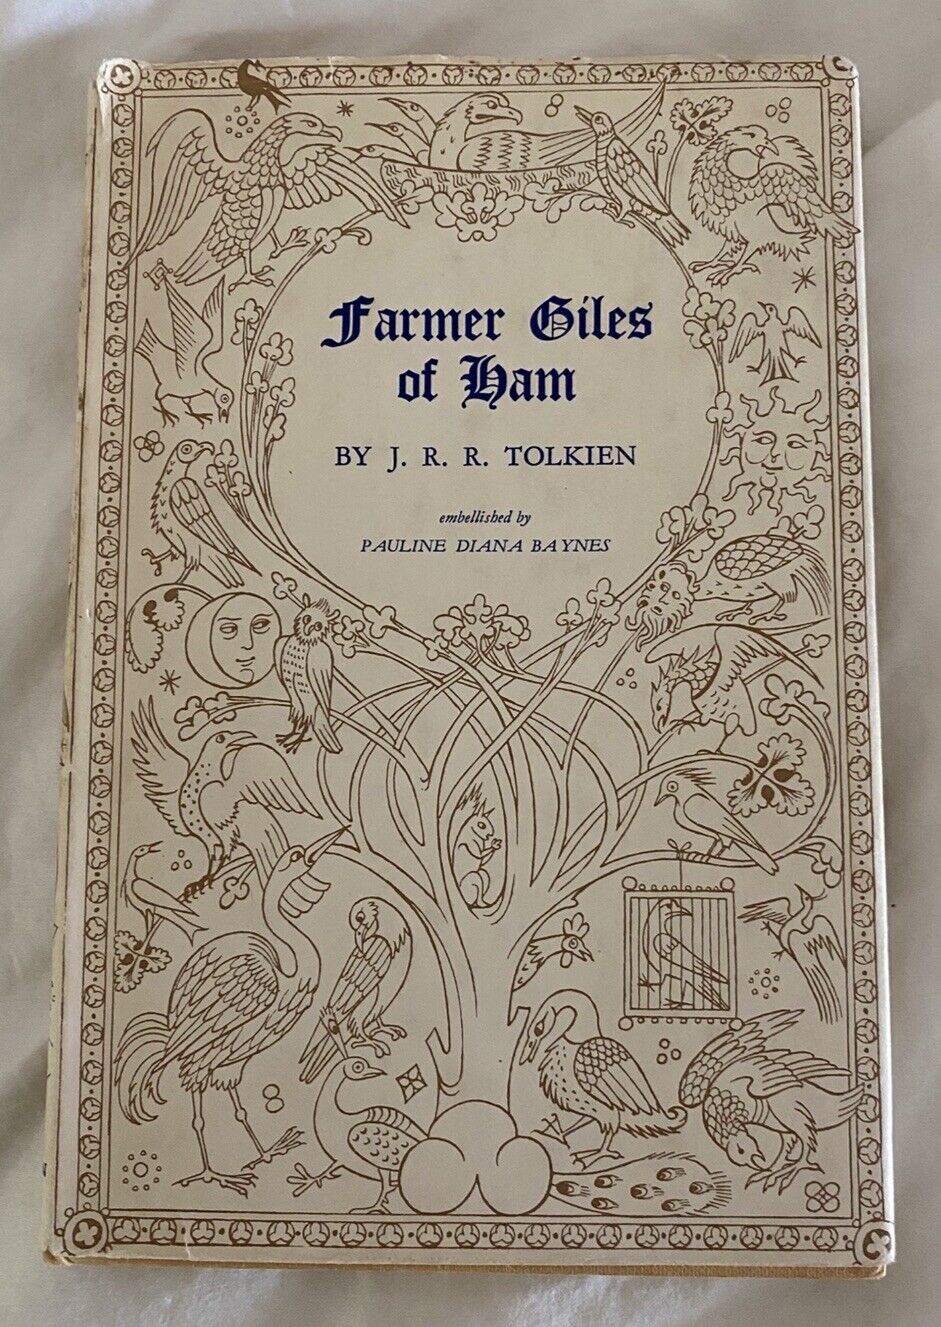 Farmer Giles
of Ham
BY J. R. R. TOLKIEN
embellished by
PAULINE DIANA BAYNES